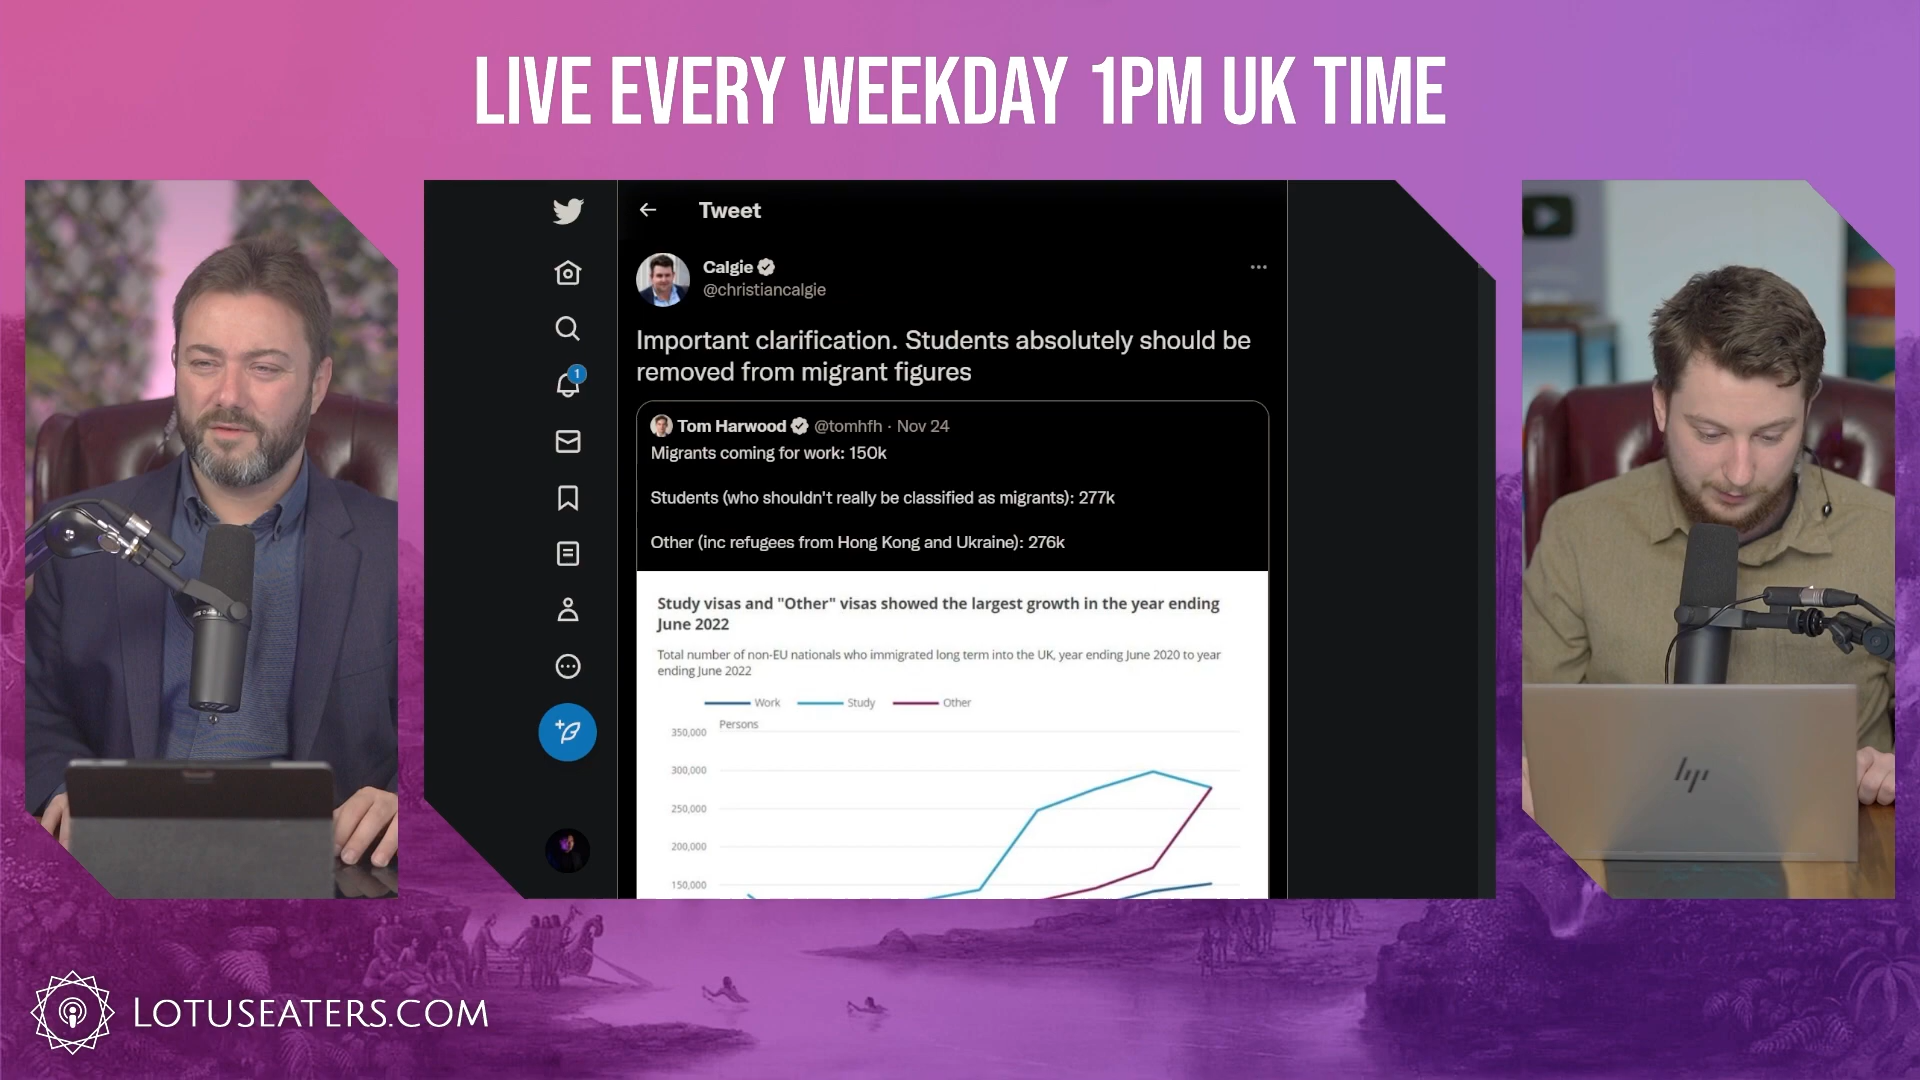 LIVE EVERY WEEKDAY 1PM UK TIME
Tweet
Calgie
@christiancalgie
Important clarification. Students absolutely should be
removed from migrant figures
1
Tom Harwood @tomhfh · Nov 24
Migrants coming for work: 150k
Students (who shouldn't really be classified as migrants): 277k
Other (inc refugees from Hong Kong and Ukraine): 276k
Study visas and "Other" visas showed the largest growth in the year ending
June 2022
Total number of non-EU nationals who immigrated long term into the UK, year ending June 2020 to year
ending June 2022
Work Study Other
Persons
350,000
300,000
250,000
200,000
150,000
hp
LOTUSEATERS.COM